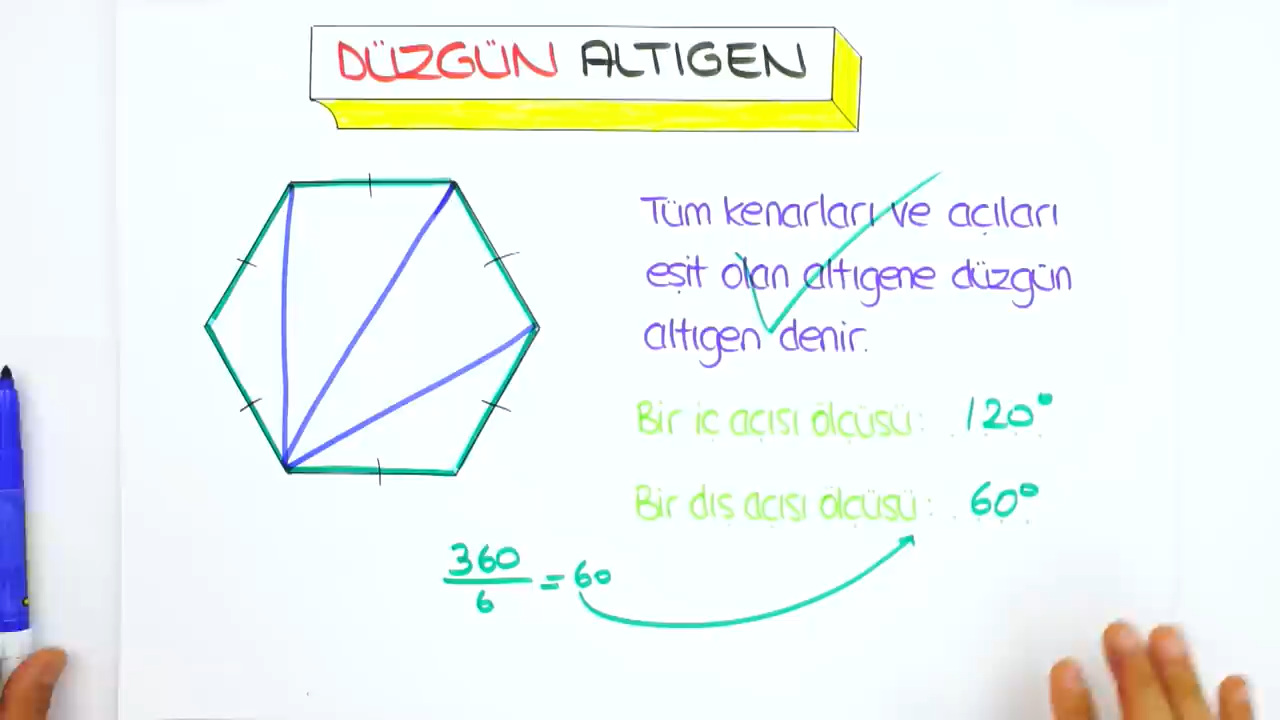 DÜZGÜN ALTIGEN
Tüm kenarları ve açıları
eşit olan altıgene düzgün
altıgen denir.
Bir iç açısı ölçüsü: 120°
Bir dış açısı ölçüsü: 60°
360
6
= 60